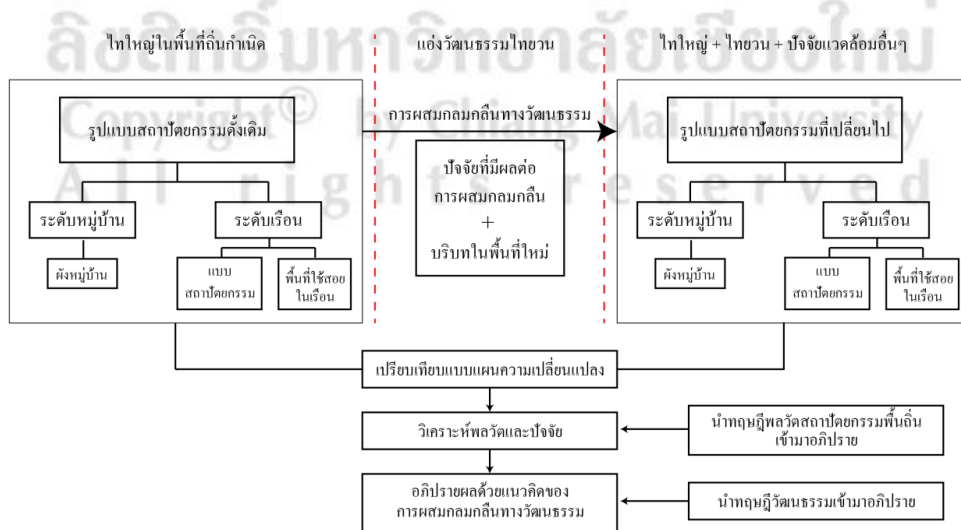 ลิขสิทธิ์มหาวิทยาลัยเชียงใหม่
Copyright© by Chiang Mai University
All rights reserved
ไทใหญ่ในพื้นที่ถิ่นกำเนิด
แอ่งวัฒนธรรมไทยวน
ไทใหญ่ + ไทยวน + ปัจจัยแวดล้อมอื่นๆ
รูปแบบสถาปัตยกรรมดั้งเดิม
ระดับหมู่บ้าน
ระดับเรือน
ผังหมู่บ้าน
แบบ
สถาปัตยกรรม
พื้นที่ใช้สอย
ในเรือน
การผสมกลมกลืนทางวัฒนธรรม
ปัจจัยที่มีผลต่อ
การผสมกลมกลืน
+
บริบทในพื้นที่ใหม่
รูปแบบสถาปัตยกรรมที่เปลี่ยนไป
ระดับหมู่บ้าน
ระดับเรือน
ผังหมู่บ้าน
แบบ
สถาปัตยกรรม
พื้นที่ใช้สอย
ในเรือน
เปรียบเทียบแบบแผนความเปลี่ยนแปลง
วิเคราะห์พลวัตและปัจจัย
นำทฤษฎีพลวัตสถาปัตยกรรมพื้นถิ่น
เข้ามาอภิปราย
อภิปรายผลด้วยแนวคิดของ
การผสมกลมกลืนทางวัฒนธรรม
นำทฤษฎีวัฒนธรรมเข้ามาอภิปราย